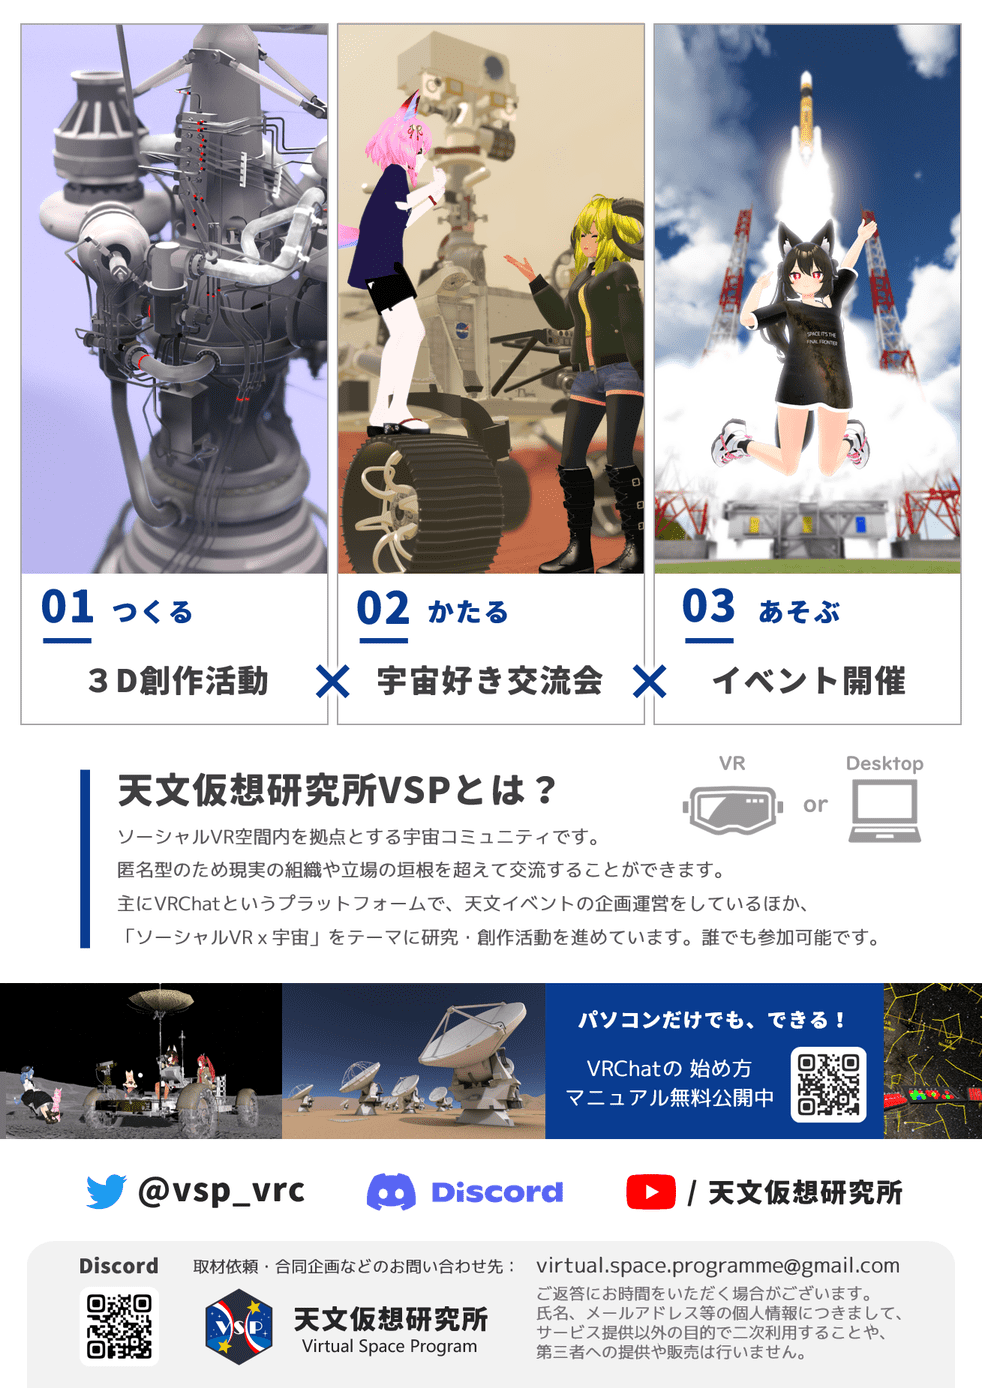 SPACE IT'S THE
FINAL FRONTIER
01 つくる
3D創作活動
×
02 かたる
宇宙好き交流会
×
03 あそぶ
イベント開催
天文仮想研究所VSPとは？
VR
or
Desktop
ソーシャルVR空間内を拠点とする宇宙コミュニティです。
匿名型のため現実の組織や立場の垣根を超えて交流することができます。
主にVRChatというプラットフォームで、天文イベントの企画運営をしているほか、
「ソーシャルVR x 宇宙」をテーマに研究・創作活動を進めています。誰でも参加可能です。
パソコンだけでも、できる！
VRChatの 始め方
マニュアル無料公開中
@vsp_vrc
Discord
/ 天文仮想研究所
Discord
取材依頼・合同企画などのお問い合わせ先：
virtual.space.programme@gmail.com
VSP
天文仮想研究所
Virtual Space Program
ご返答にお時間をいただく場合がございます。
氏名、メールアドレス等の個人情報につきまして、
サービス提供以外の目的で二次利用することや、
第三者への提供や販売は行いません。